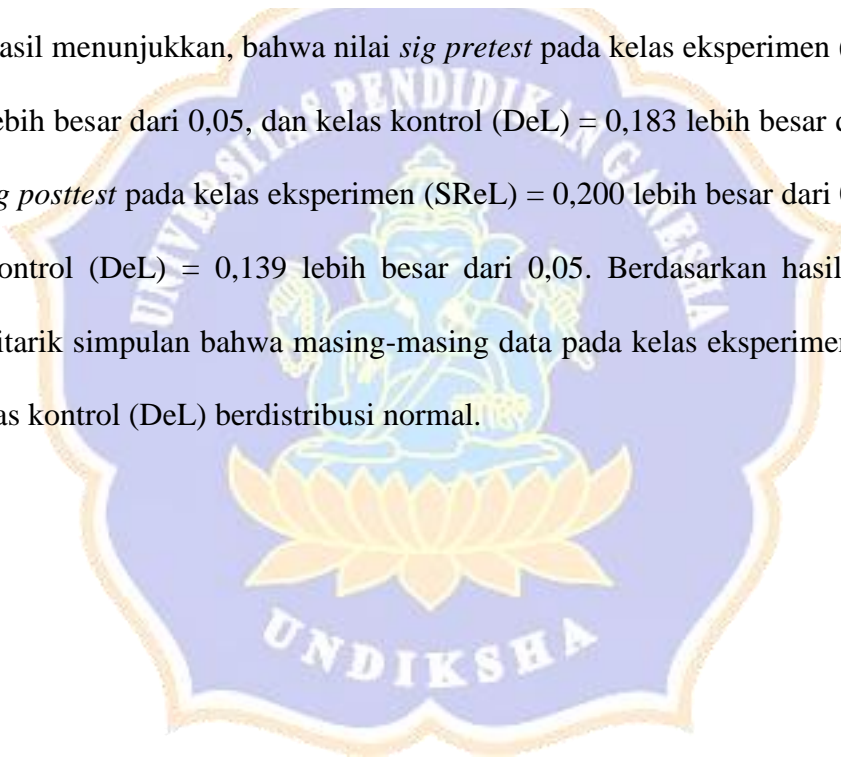 asil menunjukkan, bahwa nilai sig pretest pada kelas eksperimen (
ebih besar dari 0,05, dan kelas kontrol (DeL) = 0,183 lebih besar d
g posttest pada kelas eksperimen (SReL) = 0,200 lebih besar dari
ontrol (DeL) = 0,139 lebih besar dari 0,05. Berdasarkan hasil
itarik simpulan bahwa masing-masing data pada kelas eksperimen
as kontrol (DeL) berdistribusi normal.
UNIVERSITAS PENDIDIKAN GANESHA
UNDIKSHA